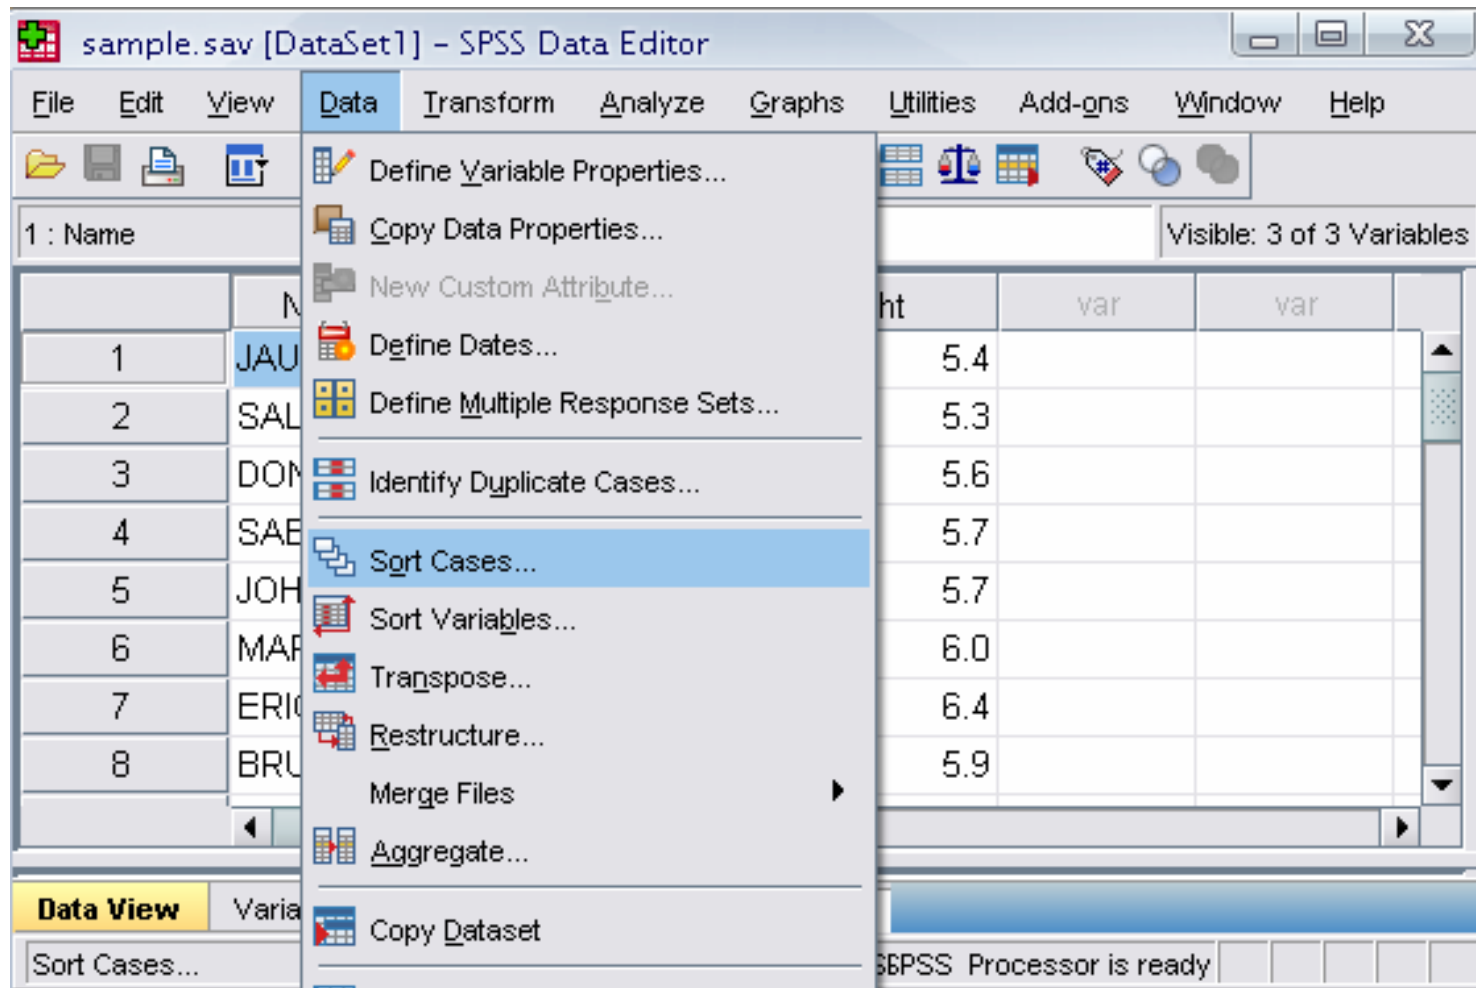 sample.sav [DataSet1] - SPSS Data Editor
File Edit View Data Transform Analyze Graphs Utilities Add-ons Window Help
Define Variable Properties...
Copy Data Properties...
1 : Name
Visible: 3 of 3 Variables
New Custom Attribute...
N
ht var var
Define Dates...
1 JAU 5.4
Define Multiple Response Sets...
2 SAL 5.3
Identify Duplicate Cases...
3 DON 5.6
4 SAB 5.7
Sort Cases...
5 JOH 5.7
Sort Variables...
6 MAR 6.0
Transpose...
7 ERIC 6.4
Restructure...
8 BRU 5.9
Merge Files
Aggregate...
Data View Varia
Copy Dataset
Sort Cases...
SPSS Processor is ready